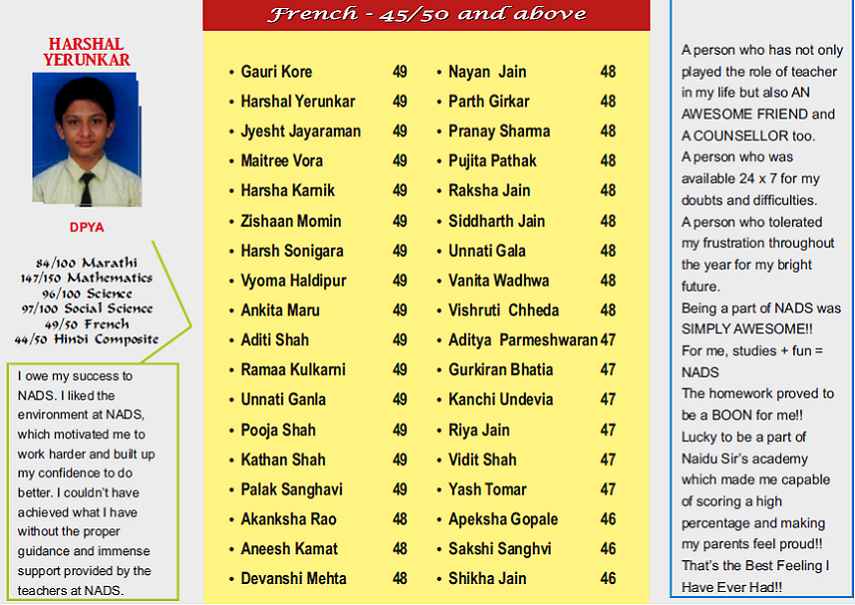 HARSHAL
YERUNKAR
DPYA
84/100 Marathi
147/150 Mathematics
96/100 Science
97/100 Social Science
49/50 French
44/50 Hindi Composite
I owe my success to
NADS. I liked the
environment at NADS,
which motivated me to
work harder and built up
my confidence to do
better. I couldn't have
achieved what I have
without the proper
guidance and immense
support provided by the
teachers at NADS.
French - 45/50 and above
• Gauri Kore 49
• Harshal Yerunkar 49
• Jyesht Jayaraman 49
• Maitree Vora 49
• Harsha Karnik 49
• Zishaan Momin 49
• Harsh Sonigara 49
• Vyoma Haldipur 49
• Ankita Maru 49
• Aditi Shah 49
• Ramaa Kulkarni 49
• Unnati Ganla 49
• Pooja Shah 49
• Kathan Shah 49
• Palak Sanghavi 49
• Akanksha Rao 48
• Aneesh Kamat 48
• Devanshi Mehta 48
• Nayan Jain 48
• Parth Girkar 48
• Pranay Sharma 48
• Pujita Pathak 48
• Raksha Jain 48
• Siddharth Jain 48
• Unnati Gala 48
• Vanita Wadhwa 48
• Vishruti Chheda 48
• Aditya Parmeshwaran 47
• Gurkiran Bhatia 47
• Kanchi Undevia 47
• Riya Jain 47
• Vidit Shah 47
• Yash Tomar 47
• Apeksha Gopale 46
• Sakshi Sanghvi 46
• Shikha Jain 46
A person who has not only
played the role of teacher
in my life but also AN
AWESOME FRIEND and
A COUNSELLOR too.
A person who was
available 24 x 7 for my
doubts and difficulties.
A person who tolerated
my frustration throughout
the year for my bright
future.
Being a part of NADS was
SIMPLY AWESOME!!
For me, studies + fun =
NADS
The homework proved to
be a BOON for me!!
Lucky to be a part of
Naidu Sir's academy
which made me capable
of scoring a high
percentage and making
my parents feel proud!!
That's the Best Feeling I
Have Ever Had!!